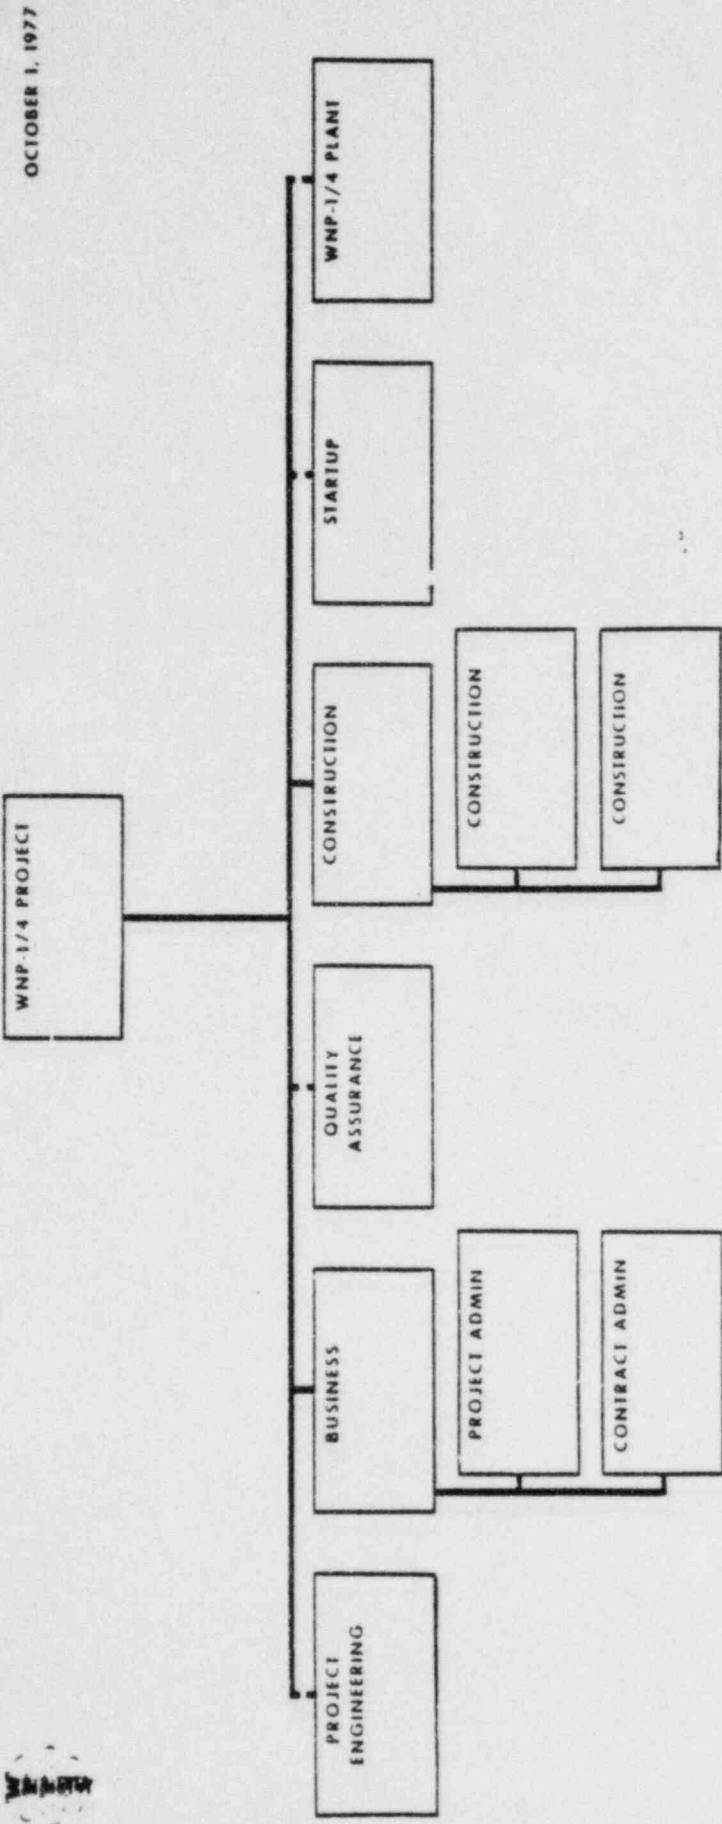 OCTOBER 1, 1977
WNP-1/4 PROJECT
PROJECT
ENGINEERING
BUSINESS
QUALITY
ASSURANCE
CONSTRUCTION
STARTUP
WNP-1/4 PLANT
PROJECT ADMIN
CONSTRUCTION
CONTRACT ADMIN
CONSTRUCTION